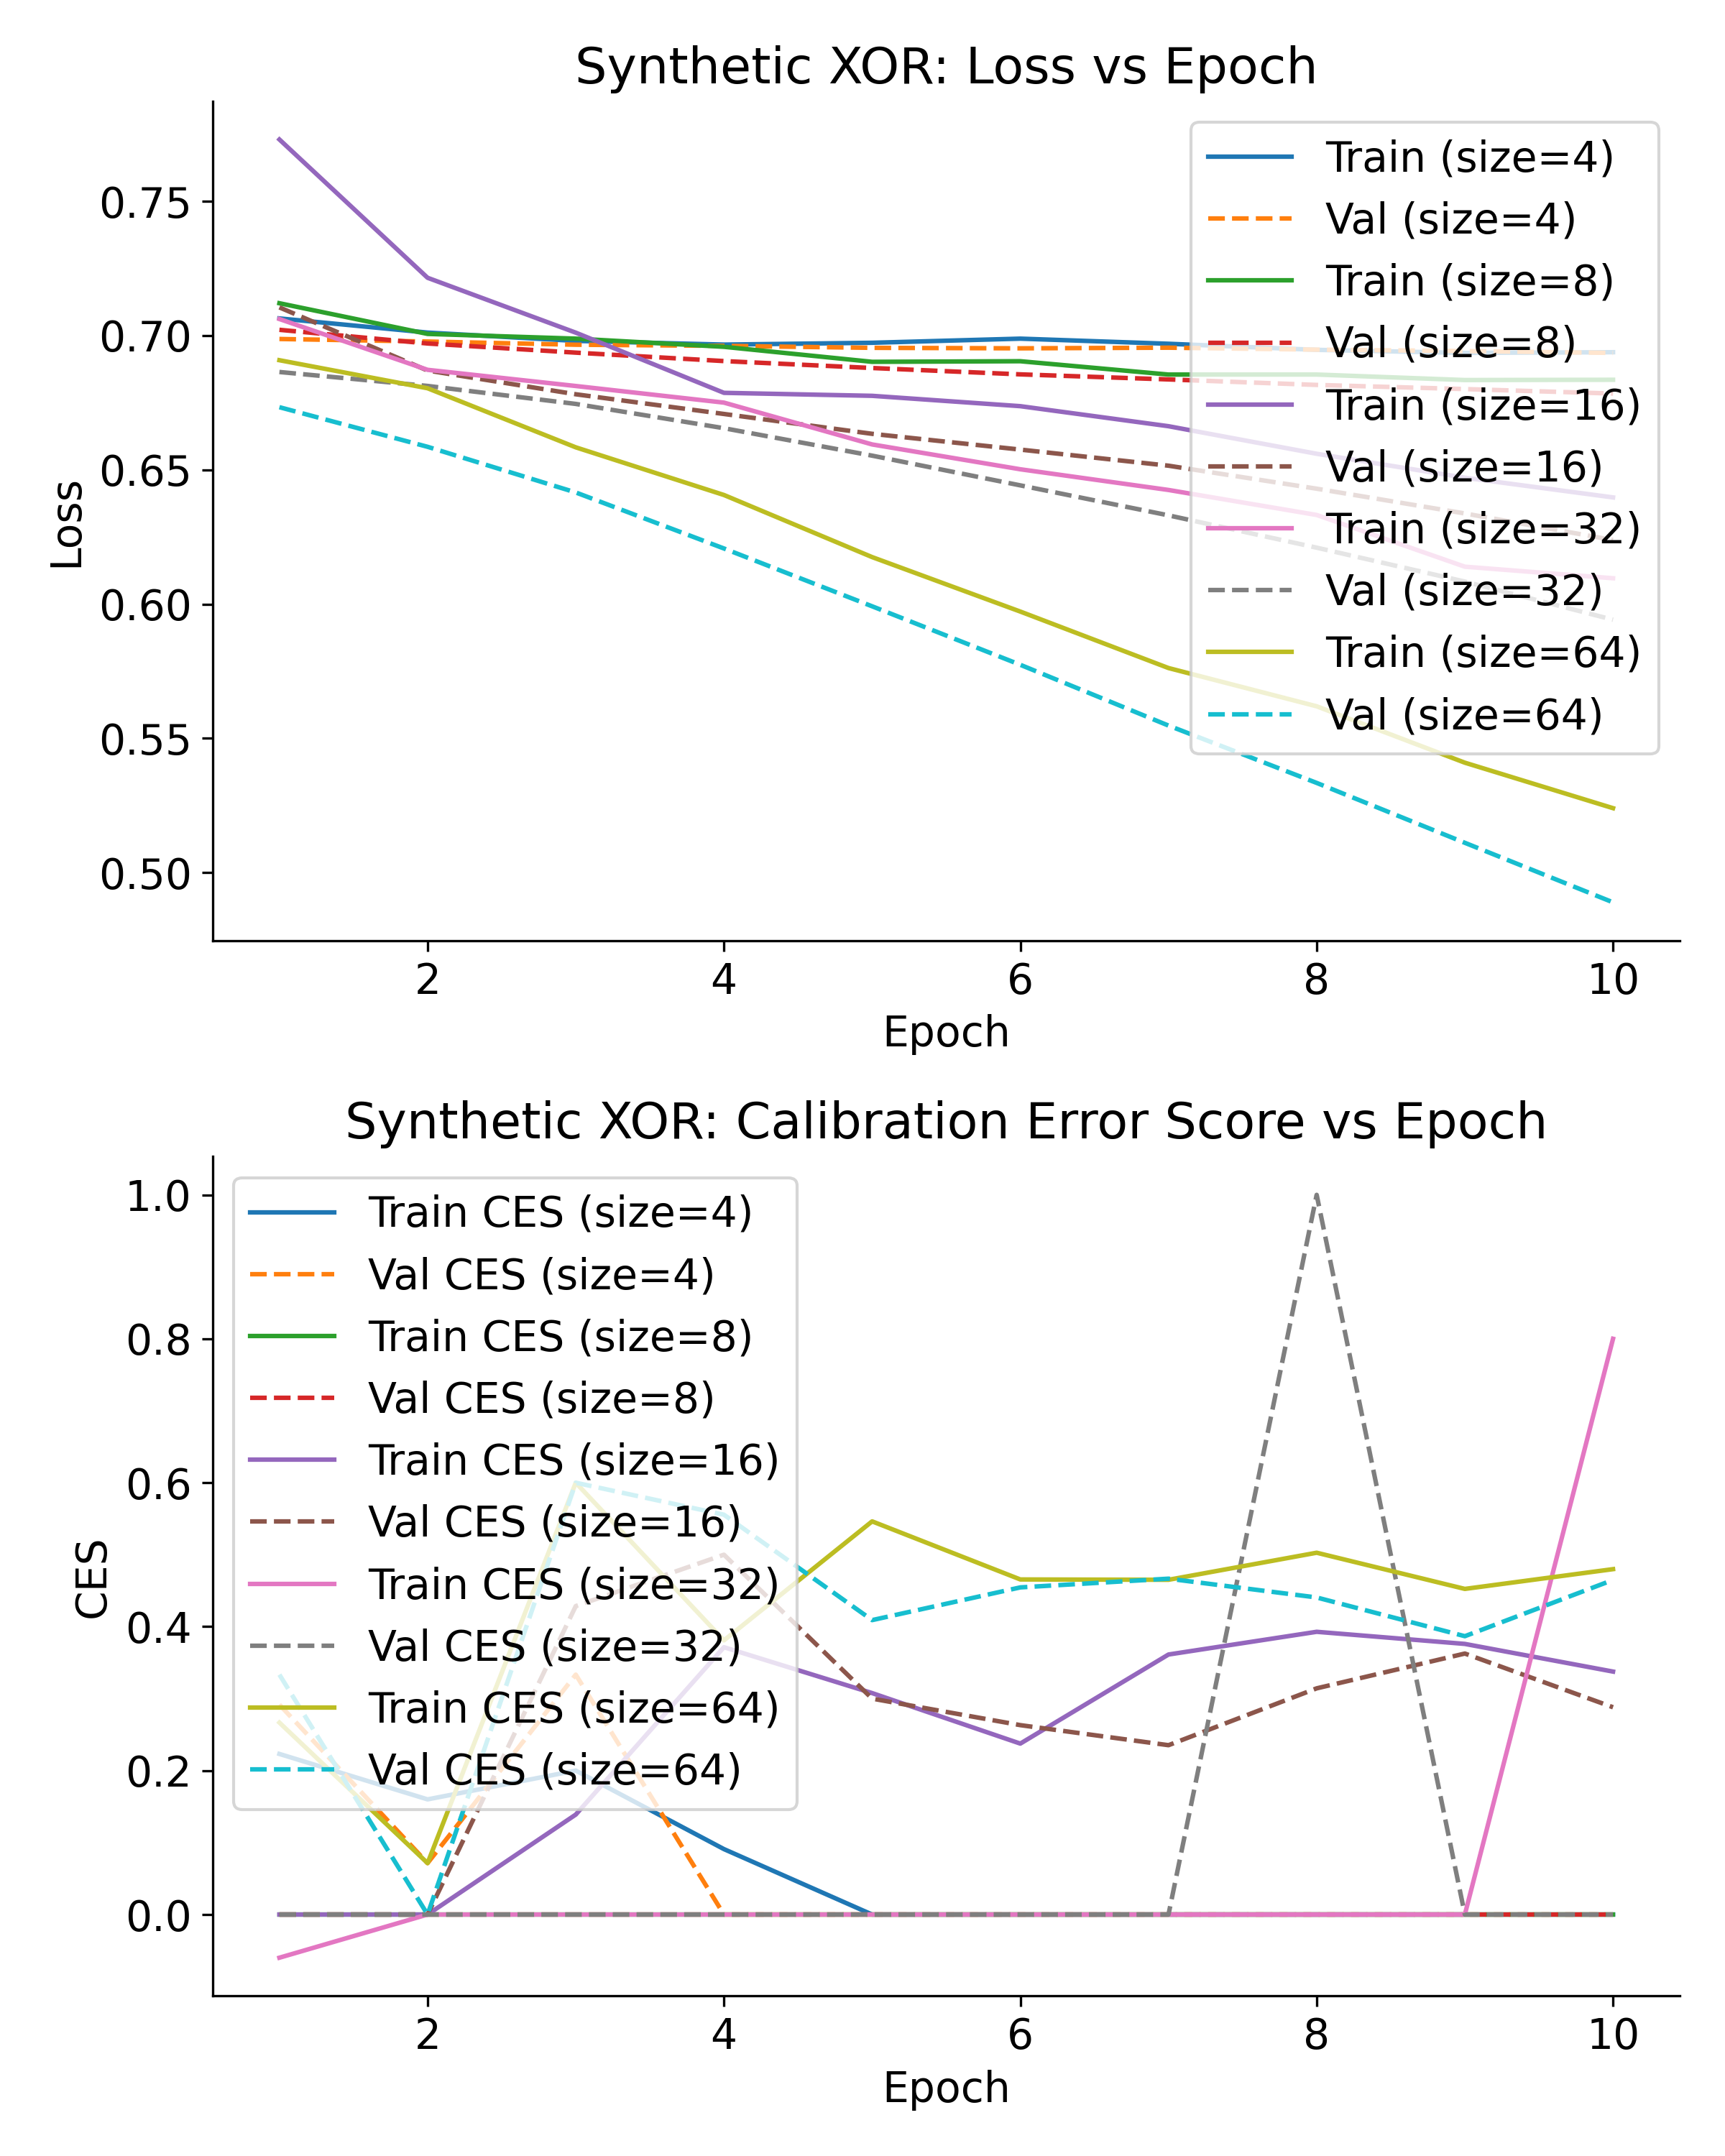 Synthetic XOR: Loss vs Epoch
Train (size=4)
Val (size=4)
Train (size=8)
Val (size=8)
Train (size=16)
Val (size=16)
Train (size=32)
Val (size=32)
Train (size=64)
Val (size=64)
0.75
0.70
0.65
0.60
0.55
0.50
Loss
2 4 6 8 10
Epoch
Synthetic XOR: Calibration Error Score vs Epoch
Train CES (size=4)
Val CES (size=4)
Train CES (size=8)
Val CES (size=8)
Train CES (size=16)
Val CES (size=16)
Train CES (size=32)
Val CES (size=32)
Train CES (size=64)
Val CES (size=64)
1.0
0.8
0.6
0.4
0.2
0.0
CES
2 4 6 8 10
Epoch